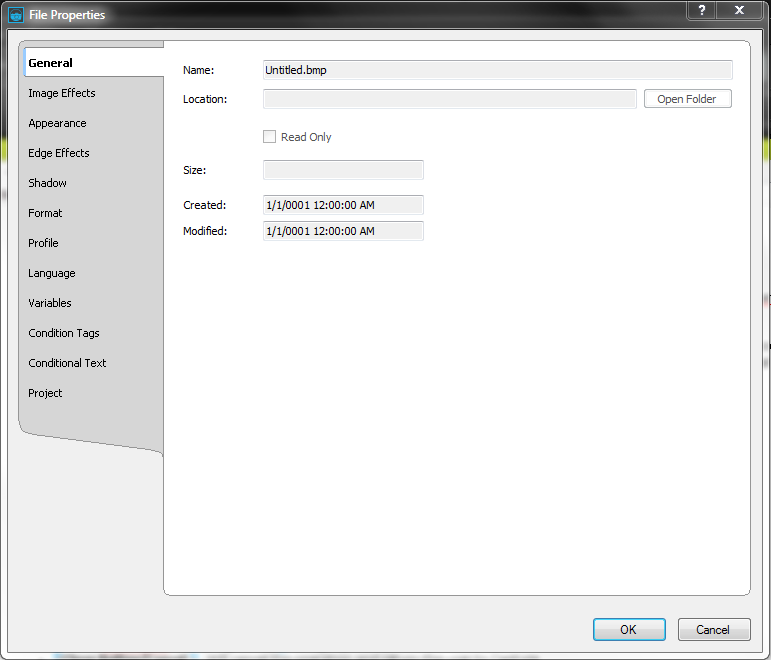 File Properties
?
X
General
Image Effects
Appearance
Edge Effects
Shadow
Format
Profile
Language
Variables
Condition Tags
Conditional Text
Project
Name: Untitled.bmp
Location: Open Folder
Read Only
Size:
Created: 1/1/0001 12:00:00 AM
Modified: 1/1/0001 12:00:00 AM
OK Cancel